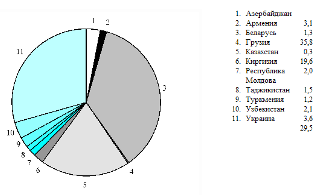 1. Азербайджан
2. Армения 3,1
3. Беларусь 1,3
4. Грузия 35,8
5. Казахстан 0,3
6. Киргизия 19,6
7. Республика 2,0
Молдова
8. Таджикистан 1,5
9. Туркмения 1,2
10. Узбекистан 2,1
11. Украина 3,6
29,5
1
2
3
4
5
6
7
8
9
10
11